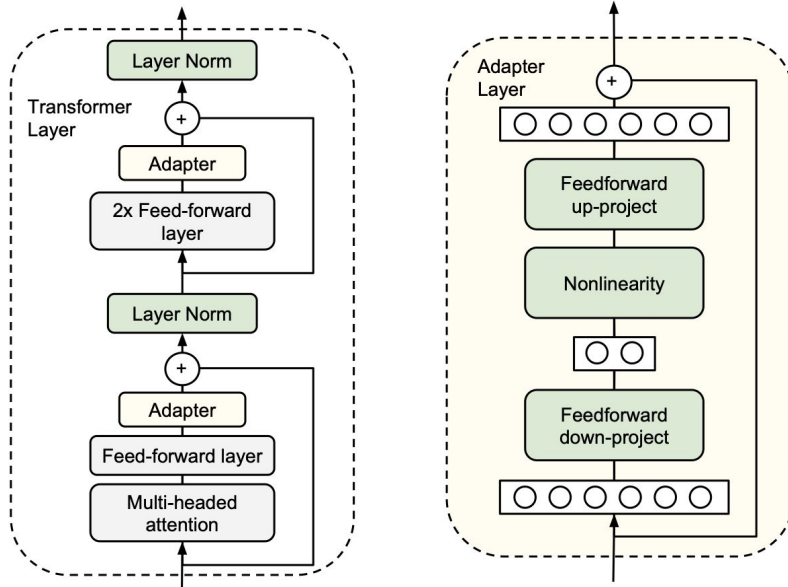 Layer Norm
Transformer
Layer
+
Adapter
2x Feed-forward
layer
Layer Norm
+
Adapter
Feed-forward layer
Multi-headed
attention
Adapter
Layer
+
Feedforward
up-project
Nonlinearity
Feedforward
down-project